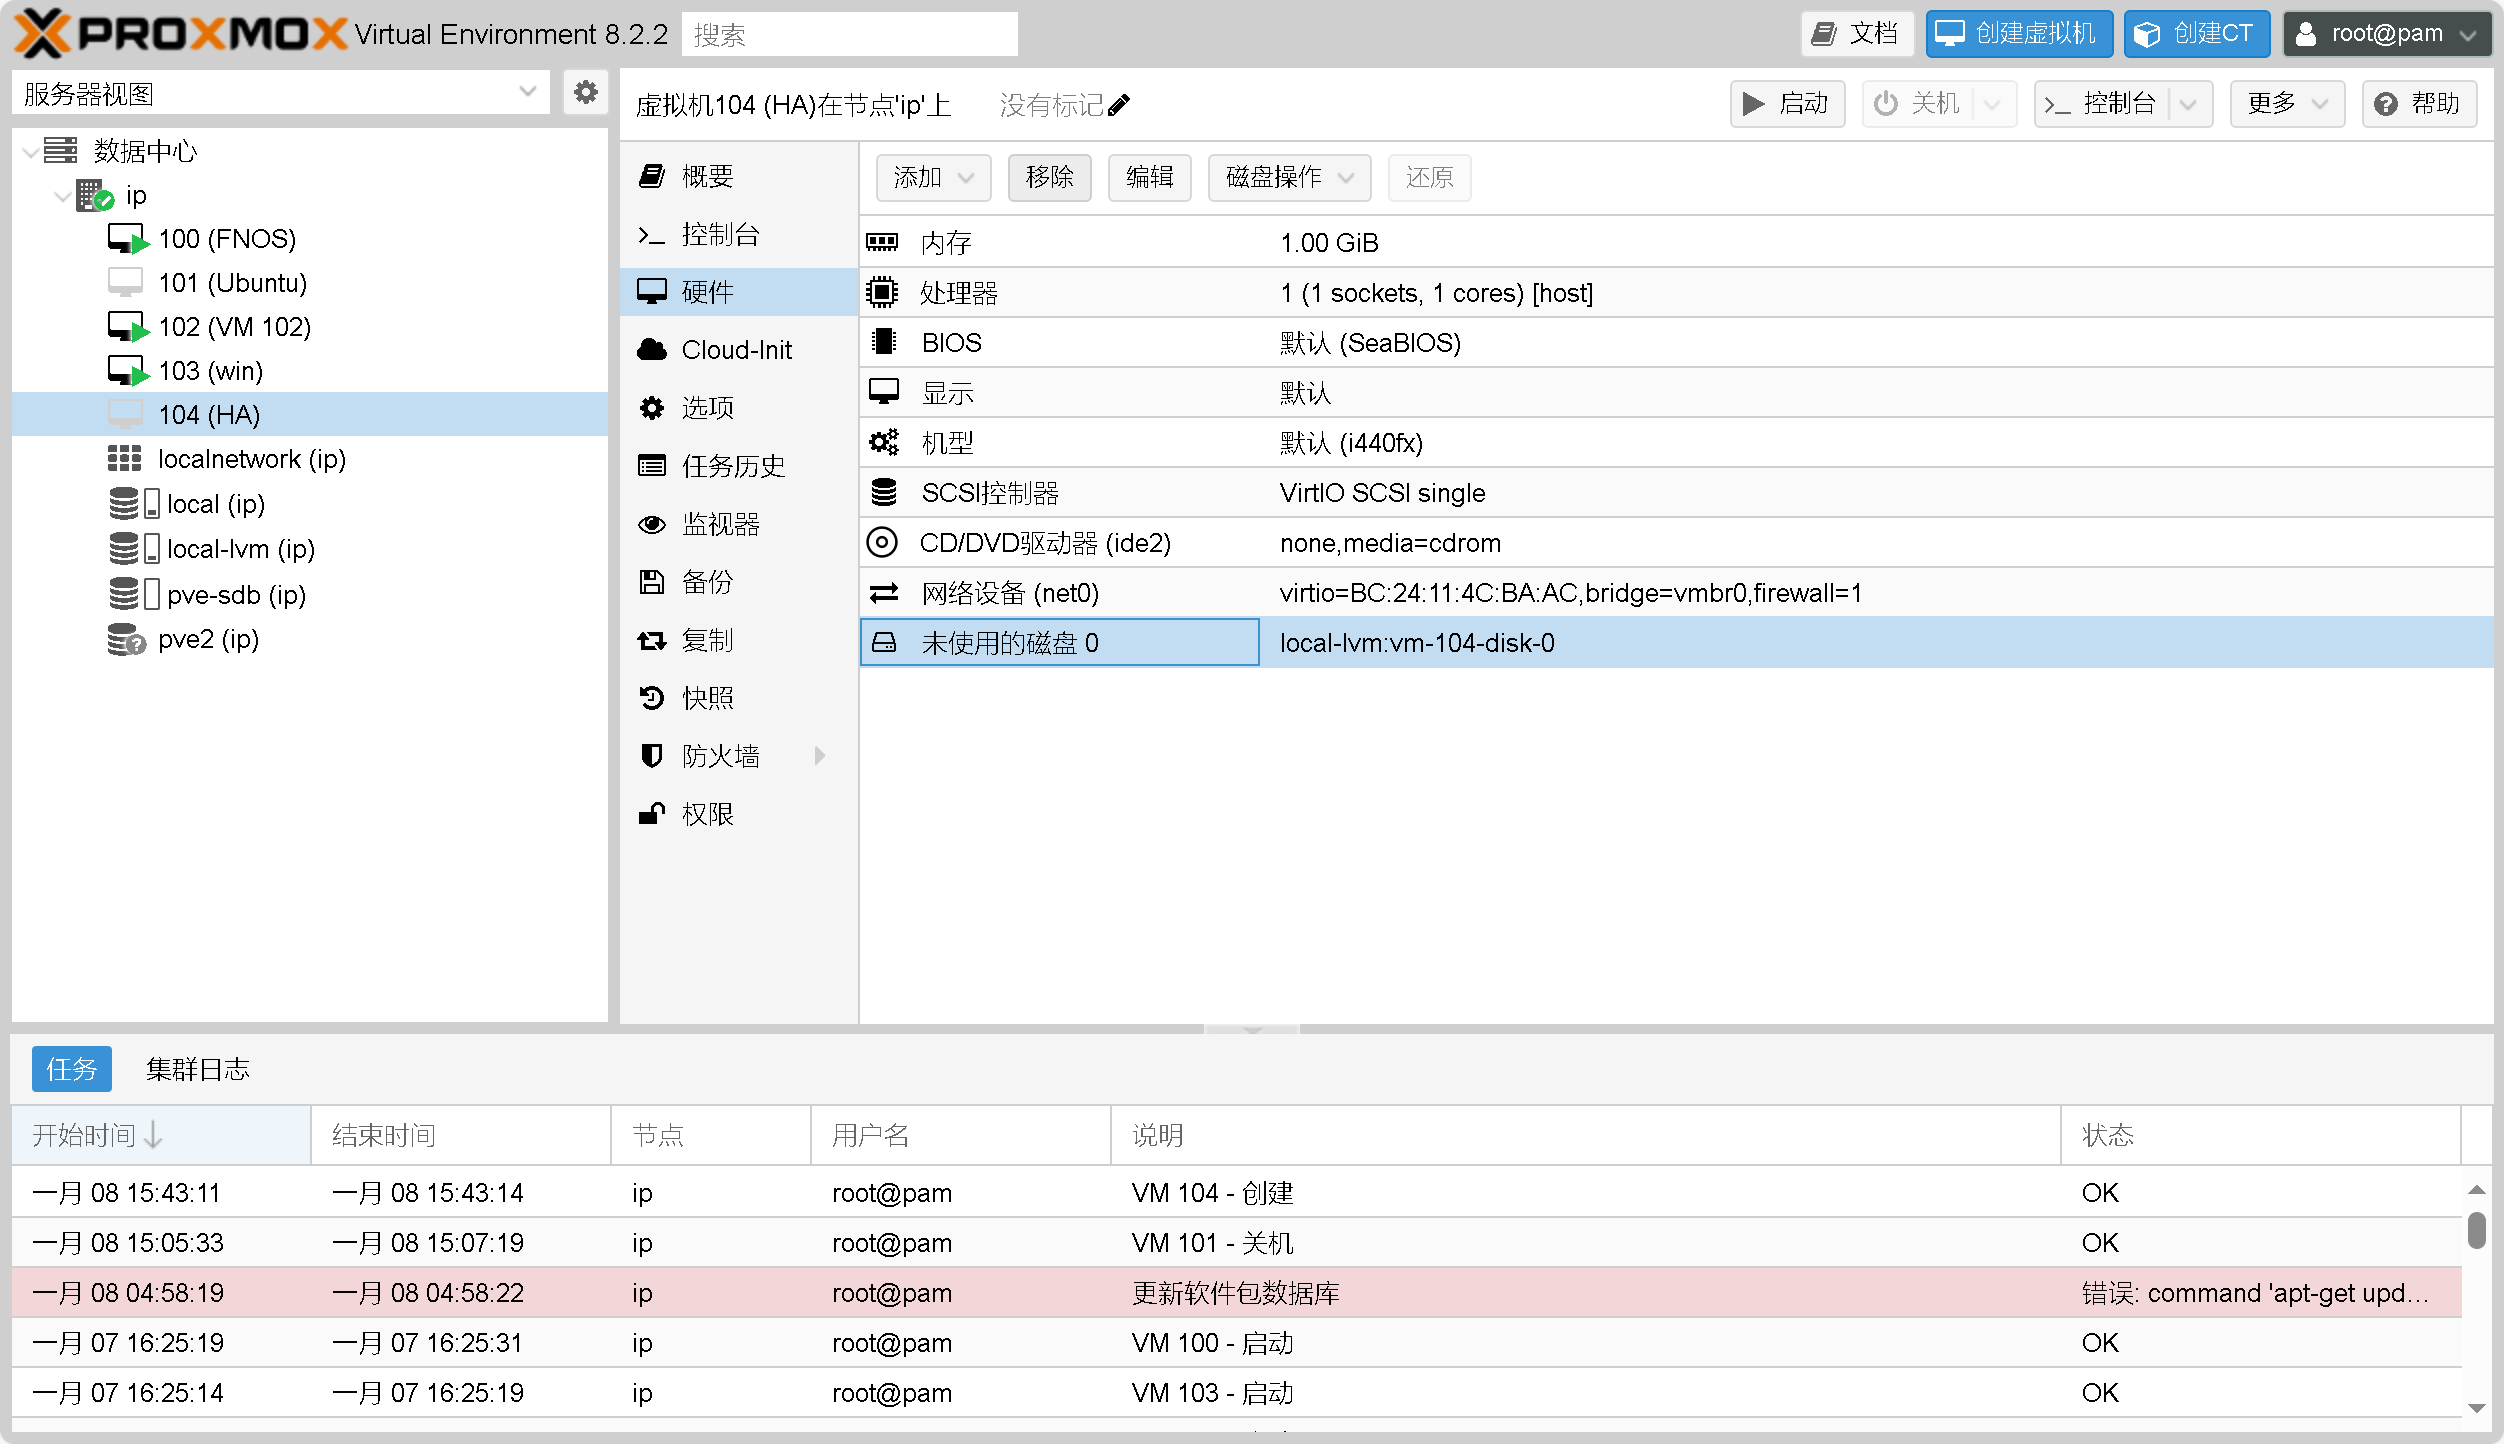 PROXMOX Virtual Environment 8.2.2 搜索 文档 创建虚拟机 创建CT root@pam
服务器视图
虚拟机104 (HA)在节点'ip'上 没有标记 启动 关机 控制台 更多 帮助
数据中心
ip
100 (FNOS)
101 (Ubuntu)
102 (VM 102)
103 (win)
104 (HA)
localnetwork (ip)
local (ip)
local-lvm (ip)
pve-sdb (ip)
pve2 (ip)
概要
控制台
硬件
Cloud-Init
选项
任务历史
监视器
备份
复制
快照
防火墙
权限
添加 移除 编辑 磁盘操作 还原
内存 1.00 GiB
处理器 1 (1 sockets, 1 cores) [host]
BIOS 默认 (SeaBIOS)
显示 默认
机型 默认 (i440fx)
SCSI控制器 VirtIO SCSI single
CD/DVD驱动器 (ide2) none,media=cdrom
网络设备 (net0) virtio=BC:24:11:4C:BA:AC,bridge=vmbr0,firewall=1
未使用的磁盘 0 local-lvm:vm-104-disk-0
任务 集群日志
开始时间 结束时间 节点 用户名 说明 状态
一月 08 15:43:11 一月 08 15:43:14 ip root@pam VM 104 - 创建 OK
一月 08 15:05:33 一月 08 15:07:19 ip root@pam VM 101 - 关机 OK
一月 08 04:58:19 一月 08 04:58:22 ip root@pam 更新软件包数据库 错误: command 'apt-get upd...
一月 07 16:25:19 一月 07 16:25:31 ip root@pam VM 100 - 启动 OK
一月 07 16:25:14 一月 07 16:25:19 ip root@pam VM 103 - 启动 OK